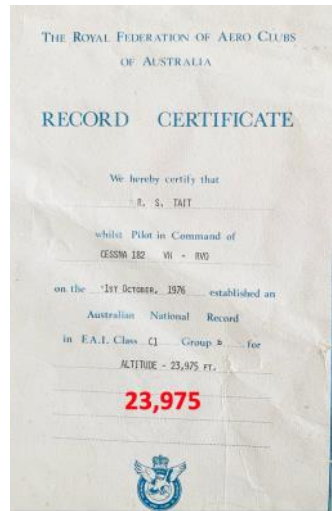 THE ROYAL FEDERATION OF AERO CLUBS
OF AUSTRALIA
RECORD CERTIFICATE
We hereby certify that
R. S. TAIT
whilst Pilot in Command of
CESSNA 182 VH - RVO
on the 1ST OCTOBER, 1976 established an
Australian National Record
in F.A.I. Class C1 Group for
ALTITUDE - 23,975 FT.
23,975